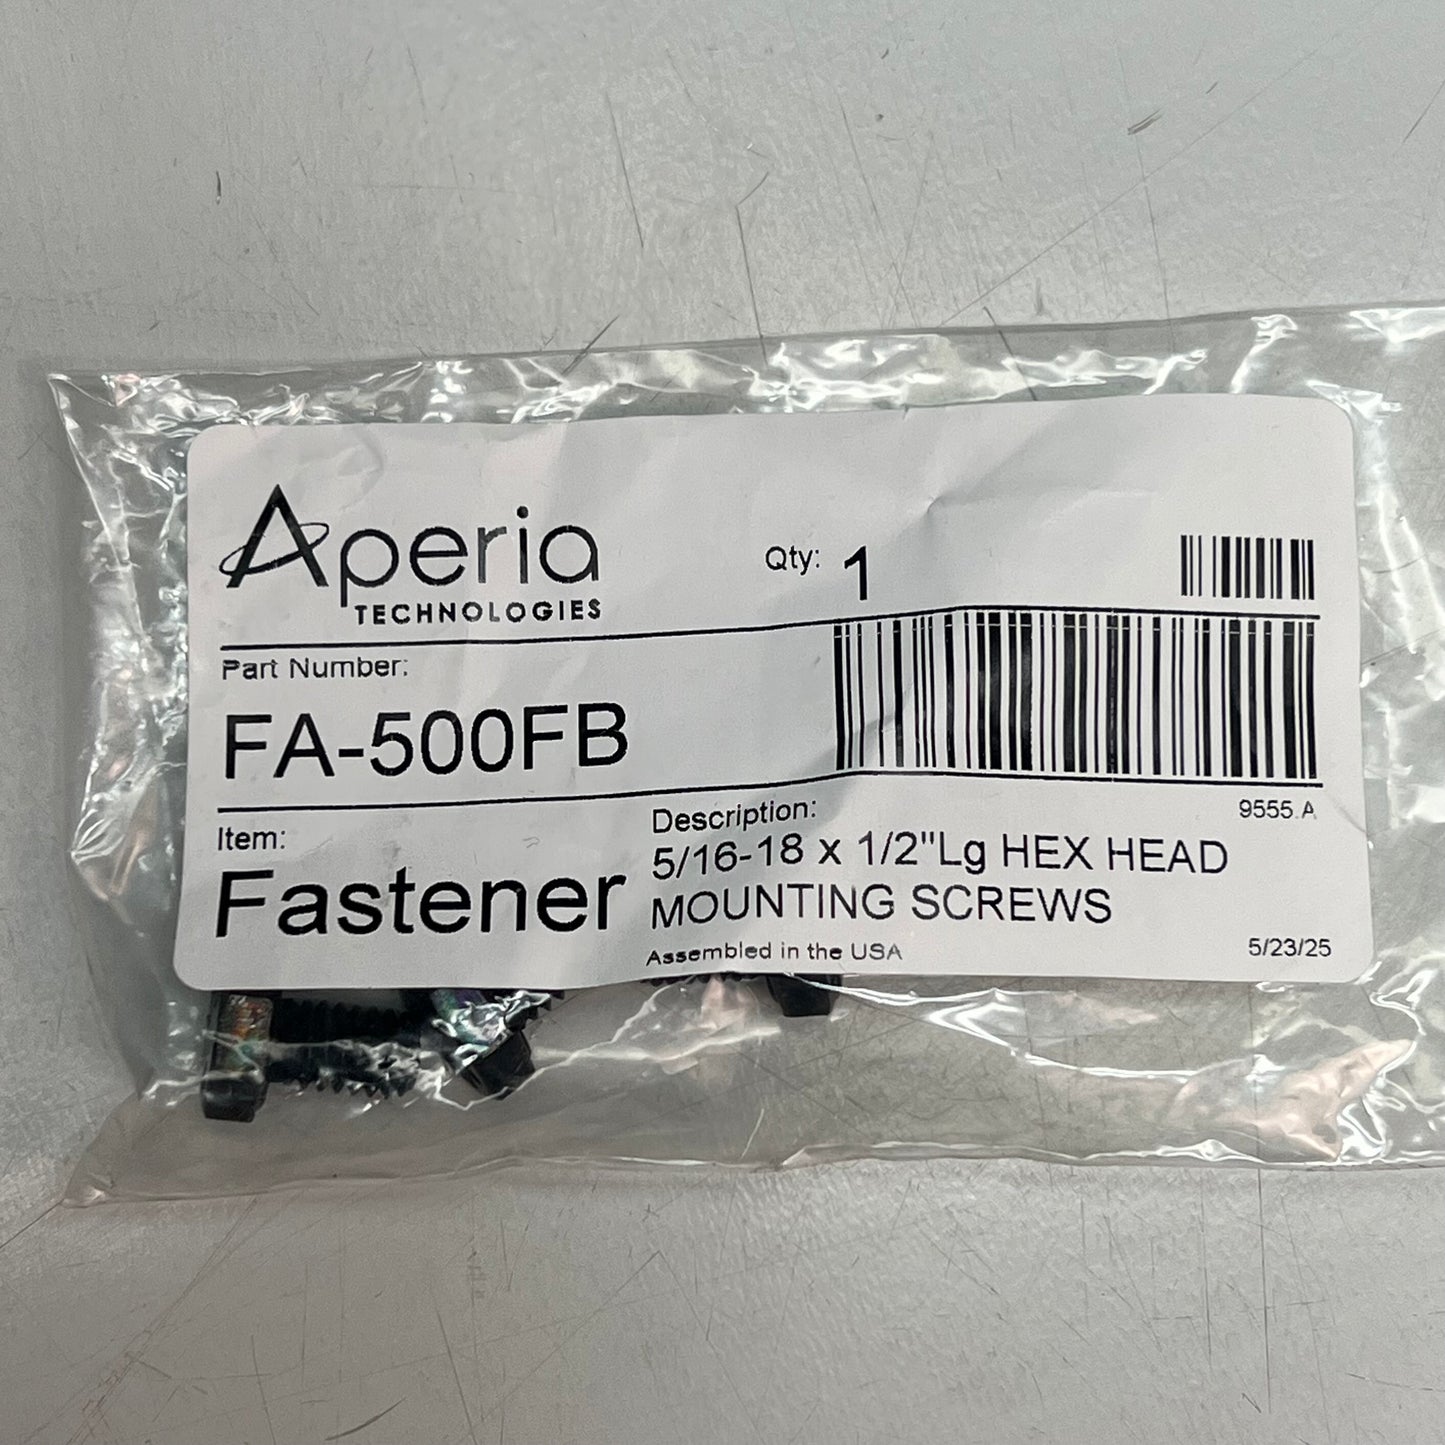 Aperia
TECHNOLOGIES
Qty: 1
Part Number:
FA-500FB
9555.A
Item:
Fastener
Description:
5/16-18 x 1/2"Lg HEX HEAD
MOUNTING SCREWS
Assembled in the USA
5/23/25